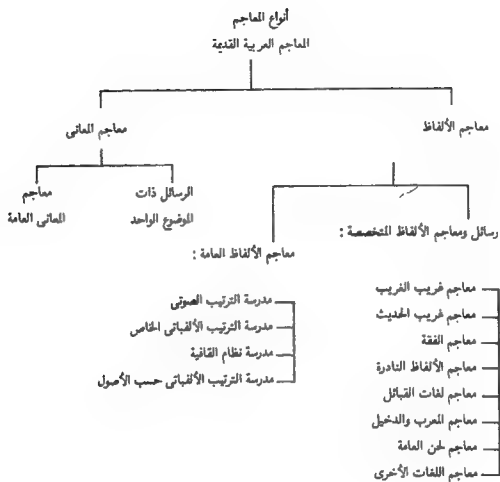 أنواع المعاجم
المعاجم العربية القديمة
معاجم الألفاظ
معاجم المعانى
رسائل ومعاجم الألفاظ المتخصصة :
معاجم الألفاظ العامة :
الرسائل ذات
الموضوع الواحد
معاجم
المعانى العامة
معاجم غريب الغريب
معاجم غريب الحديث
معاجم الفقة
معاجم الألفاظ النادرة
معاجم لغات القبائل
معاجم المعرب والدخيل
معاجم لحن العامة
معاجم اللغات الأخرى
مدرسة الترتيب الصوتى
مدرسة الترتيب الألفبائى الخاص
مدرسة نظام القافية
مدرسة الترتيب الألفبائى حسب الأصول